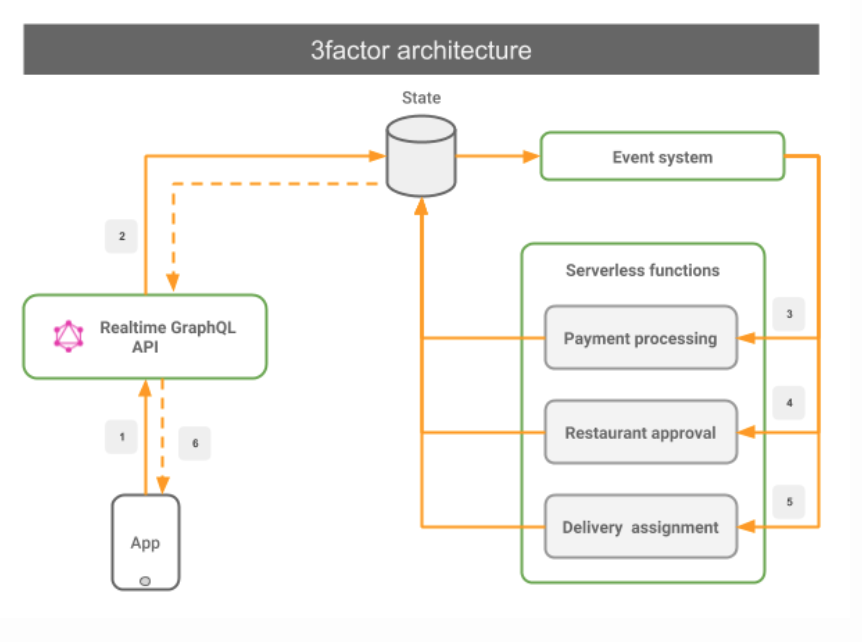 3factor architecture
State
Event system
2
Serverless functions
3
Realtime GraphQL
API
Payment processing
4
1
6
Restaurant approval
5
App
Delivery assignment